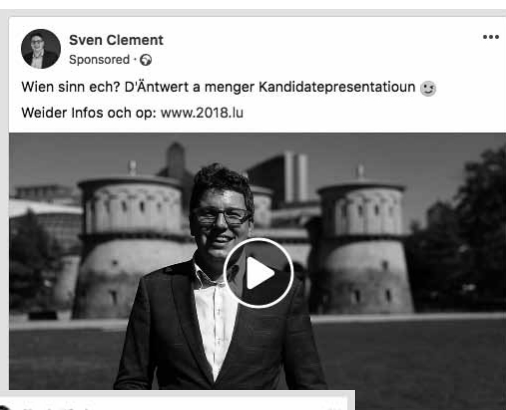 Sven Clement
Sponsored ·
Wien sinn ech? D'Äntwert a menger Kandidatepresentatioun
Weider Infos och op: www.2018.lu